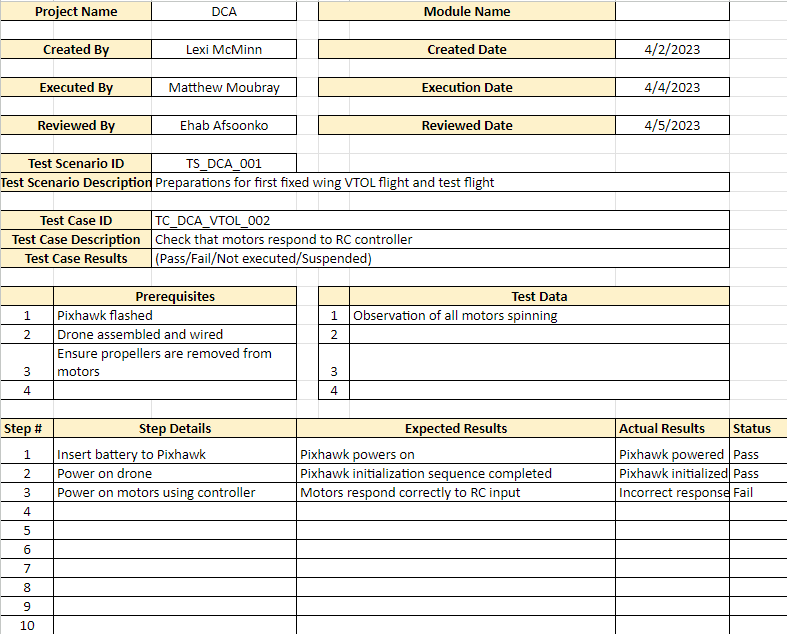 Project Name DCA Module Name
Created By Lexi McMinn Created Date 4/2/2023
Executed By Matthew Moubray Execution Date 4/4/2023
Reviewed By Ehab Afsoonko Reviewed Date 4/5/2023
Test Scenario ID TS_DCA_001
Test Scenario Description Preparations for first fixed wing VTOL flight and test flight
Test Case ID TC_DCA_VTOL_002
Test Case Description Check that motors respond to RC controller
Test Case Results (Pass/Fail/Not executed/Suspended)
Prerequisites Test Data
1 Pixhawk flashed 1 Observation of all motors spinning
2 Drone assembled and wired 2
Ensure propellers are removed from
3 motors 3
4 4
Step # Step Details Expected Results Actual Results Status
1 Insert battery to Pixhawk Pixhawk powers on Pixhawk powered Pass
2 Power on drone Pixhawk initialization sequence completed Pixhawk initialized Pass
3 Power on motors using controller Motors respond correctly to RC input Incorrect response Fail
4
5
6
7
8
9
10